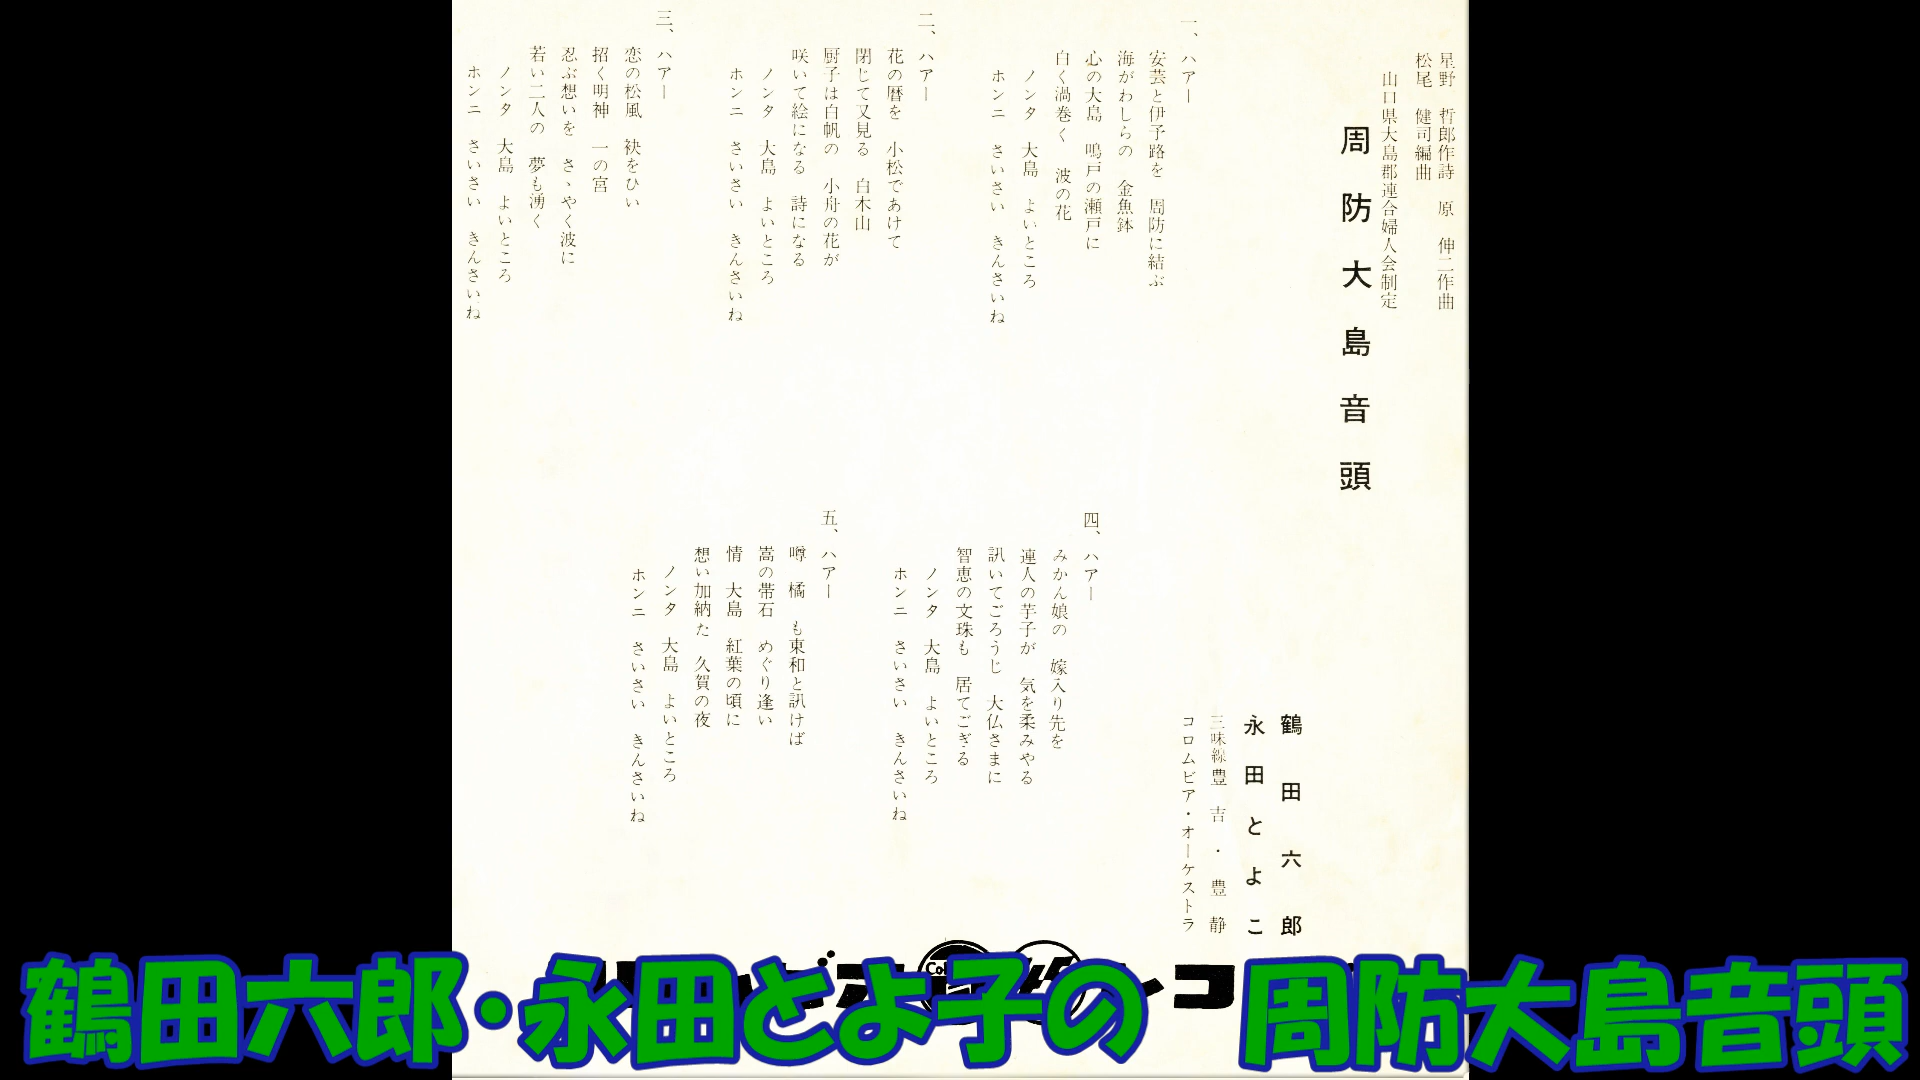 星野 哲郎作詩 原 伸二作曲
松尾 健司編曲
山口県大島郡連合婦人会制定
周防大島音頭
鶴田六郎
永田とよこ
三味線 豊吉・豊静
コロムビア・オーケストラ
一、ハアー
安芸と伊予路を 周防に結ぶ
海がわしらの 金魚鉢
心の大島 鳴戸の瀬戸に
白く渦巻く 波の花
ノンタ 大島 よいところ
ホンニ さいさい きんさいね
二、ハアー
花の暦を 小松であけて
閉じて又見る 白木山
厨子は白帆の 小舟の花が
咲いて絵になる 詩になる
ノンタ 大島 よいところ
ホンニ さいさい きんさいね
三、ハアー
恋の松風 袂をひい
招く明神 一の宮
忍ぶ想いを さゝやく波に
若い二人の 夢も湧く
ノンタ 大島 よいところ
ホンニ さいさい きんさいね
四、ハアー
みかん娘の 嫁入り先を
連人の芋子が 気を柔みやる
訊いてごろうじ 大仏さまに
智恵の文珠も 居てござる
ノンタ 大島 よいところ
ホンニ さいさい きんさいね
五、ハアー
噂 橘 も東和と訊けば
嵩の帯石 めぐり逢い
情 大島 紅葉の頃に
想い加納た 久賀の夜
ノンタ 大島 よいところ
ホンニ さいさい きんさいね
鶴田六郎・永田とよ子の 周防大島音頭